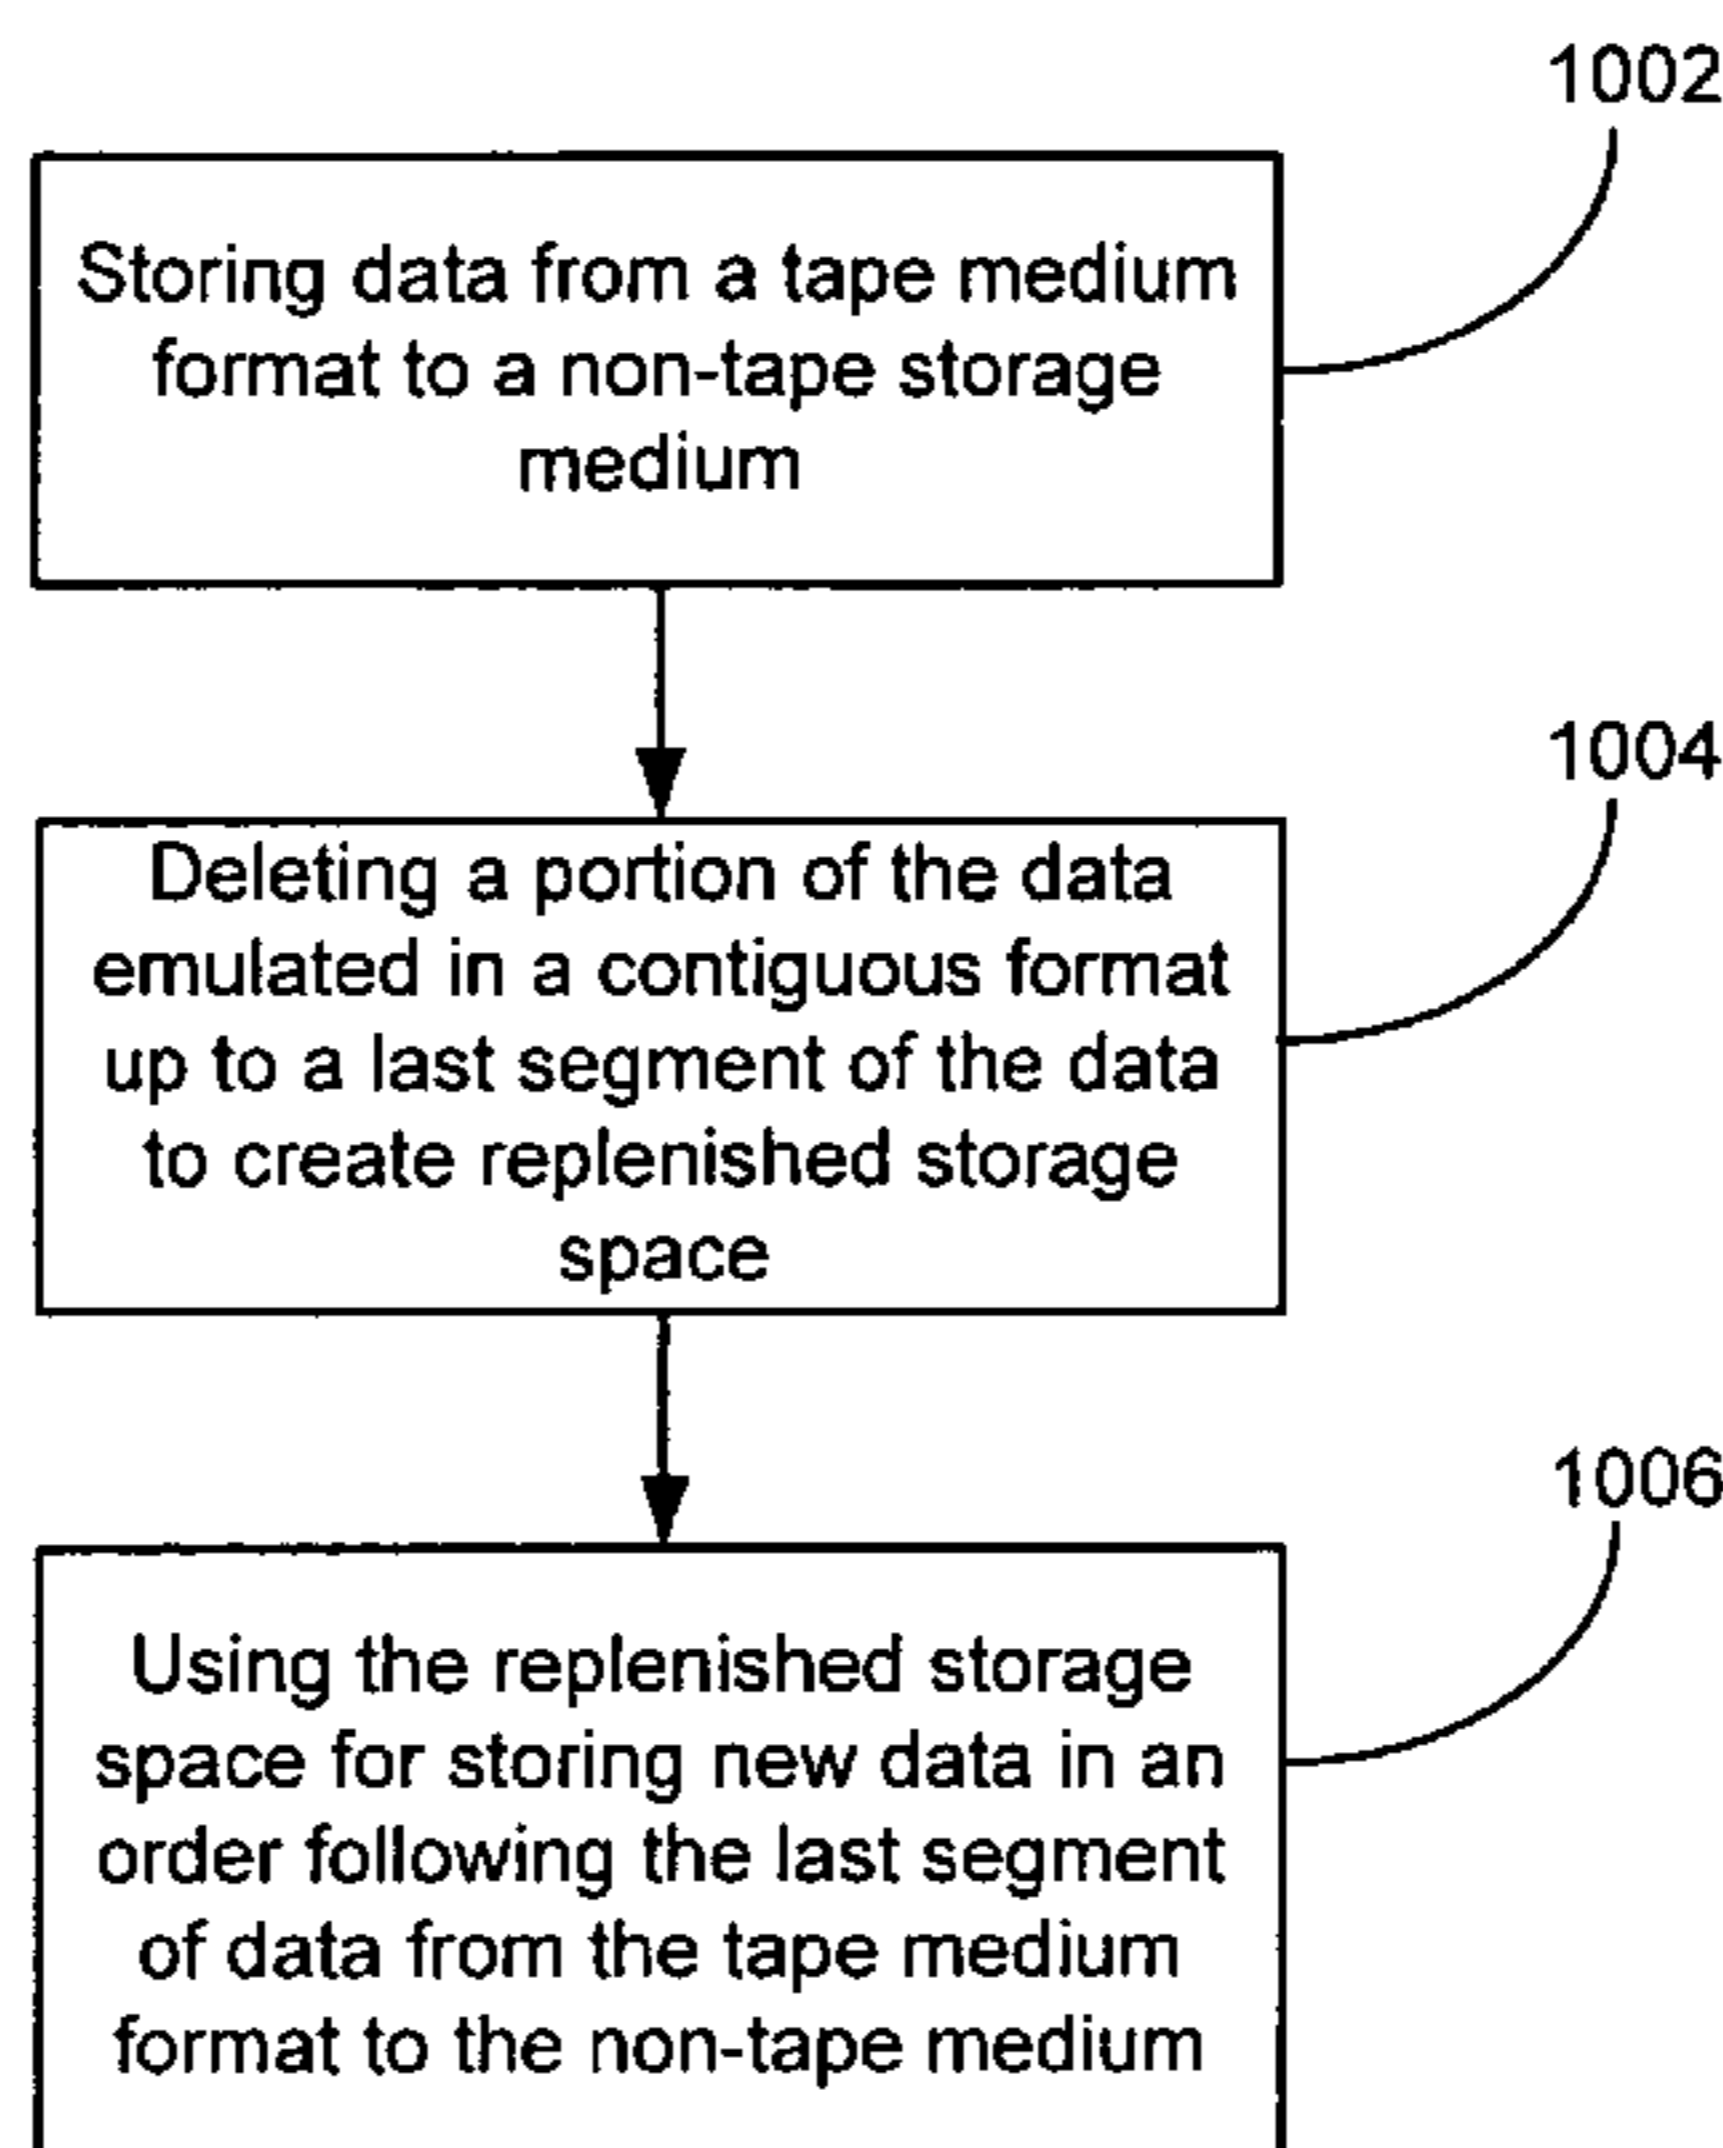 1002
Storing data from a tape medium
format to a non-tape storage
medium
1004
Deleting a portion of the data
emulated in a contiguous format
up to a last segment of the data
to create replenished storage
space
1006
Using the replenished storage
space for storing new data in an
order following the last segment
of data from the tape medium
format to the non-tape medium